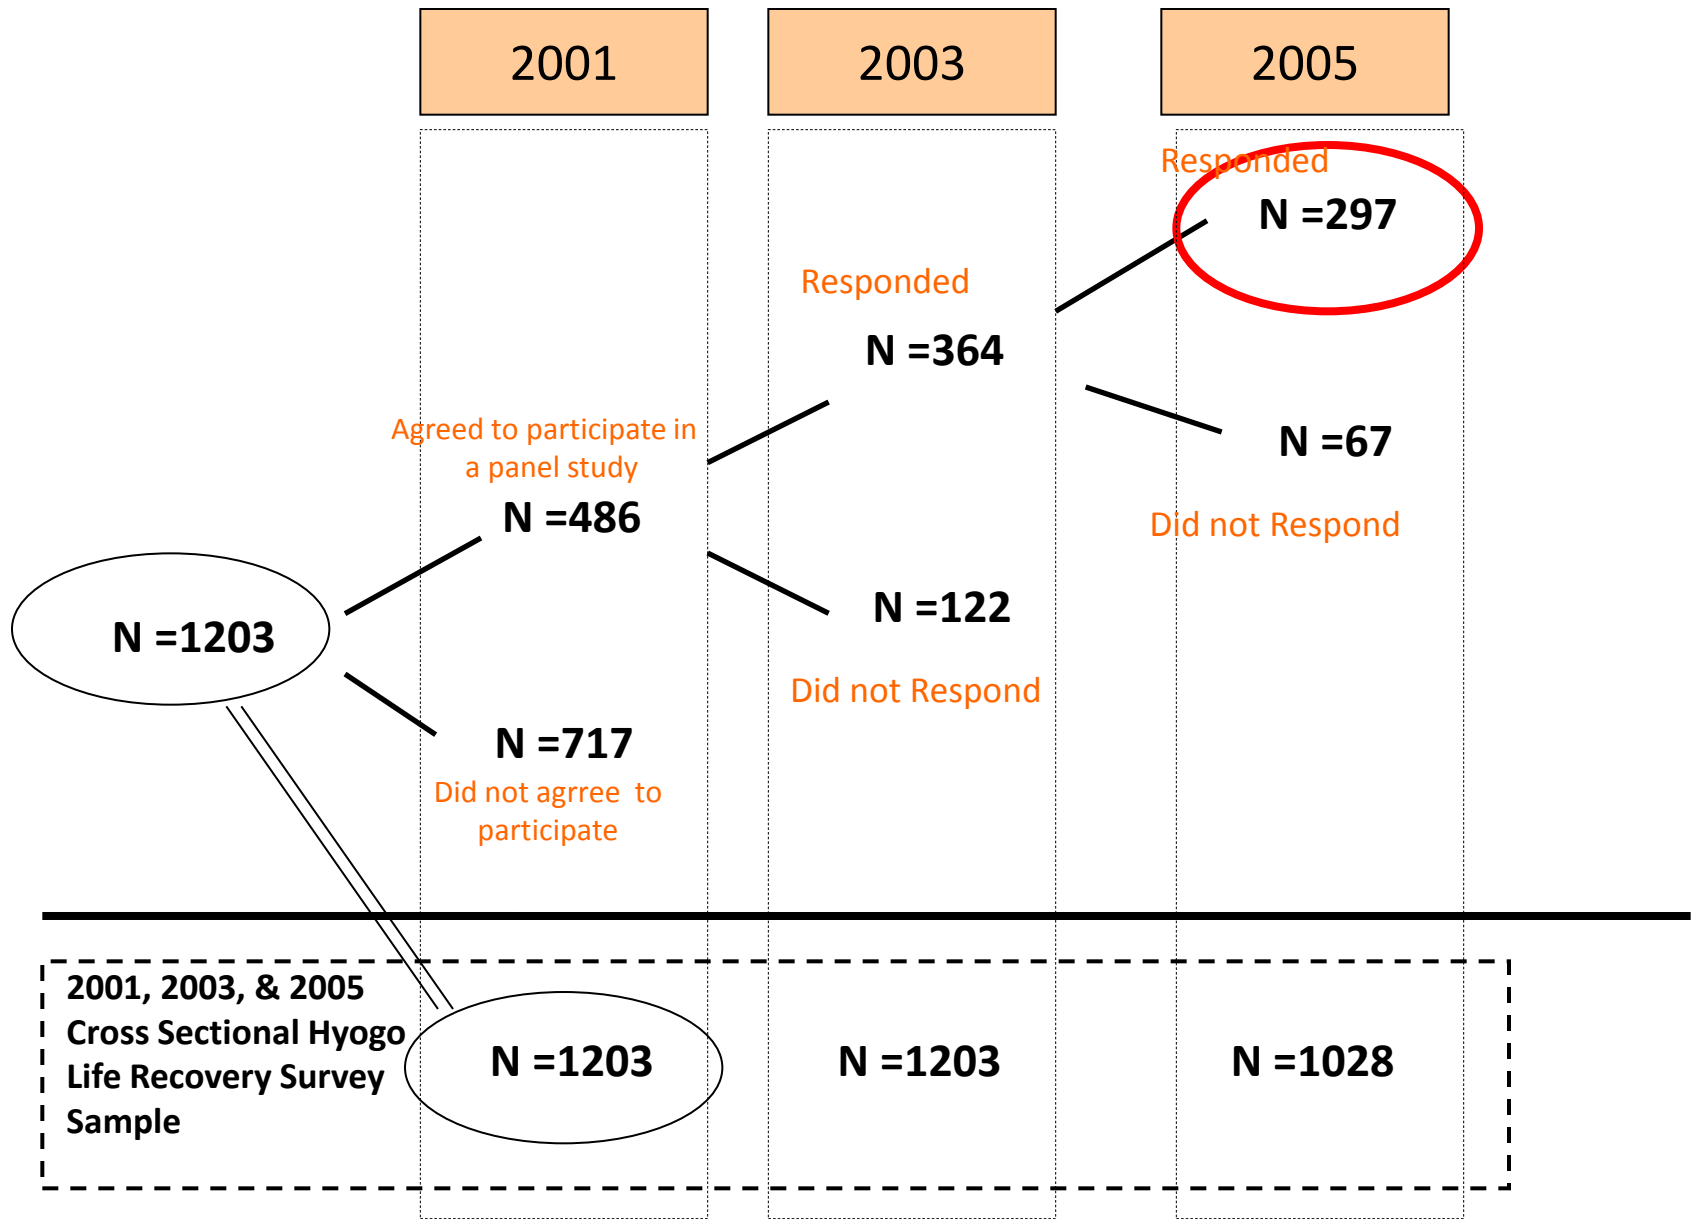 2001
2003
2005
Responded
N =297
Responded
N =364
Agreed to participate in
a panel study
N =486
N =67
Did not Respond
N =122
N =1203
Did not Respond
N =717
Did not agrree  to
participate
2001, 2003, & 2005
Cross Sectional Hyogo
Life Recovery Survey
Sample
N =1203
N =1203
N =1028